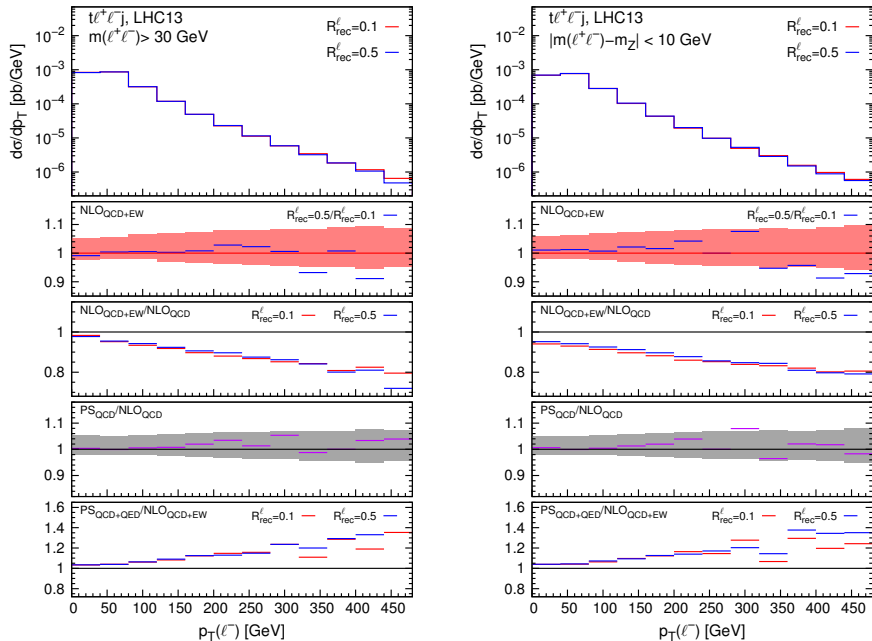 tℓ⁺ℓ⁻j, LHC13
m(ℓ⁺ℓ⁻)> 30 GeV
R^ℓ_rec=0.1
R^ℓ_rec=0.5
dσ/dp_T [pb/GeV]
10⁻²
10⁻³
10⁻⁴
10⁻⁵
10⁻⁶
NLO_QCD+EW
R^ℓ_rec=0.5/R^ℓ_rec=0.1
1.1
1
0.9
NLO_QCD+EW/NLO_QCD
R^ℓ_rec=0.1 R^ℓ_rec=0.5
1
0.8
PS_QCD/NLO_QCD
1.1
1
0.9
PS_QCD+QED/NLO_QCD+EW
R^ℓ_rec=0.1 R^ℓ_rec=0.5
1.6
1.4
1.2
1
0.8
0 50 100 150 200 250 300 350 400 450
p_T(ℓ⁻) [GeV]
tℓ⁺ℓ⁻j, LHC13
|m(ℓ⁺ℓ⁻)−m_Z| < 10 GeV
R^ℓ_rec=0.1
R^ℓ_rec=0.5
dσ/dp_T [pb/GeV]
10⁻²
10⁻³
10⁻⁴
10⁻⁵
10⁻⁶
NLO_QCD+EW
R^ℓ_rec=0.5/R^ℓ_rec=0.1
1.1
1
0.9
NLO_QCD+EW/NLO_QCD
R^ℓ_rec=0.1 R^ℓ_rec=0.5
1
0.8
PS_QCD/NLO_QCD
1.1
1
0.9
PS_QCD+QED/NLO_QCD+EW
R^ℓ_rec=0.1 R^ℓ_rec=0.5
1.6
1.4
1.2
1
0.8
0 50 100 150 200 250 300 350 400 450
p_T(ℓ⁻) [GeV]